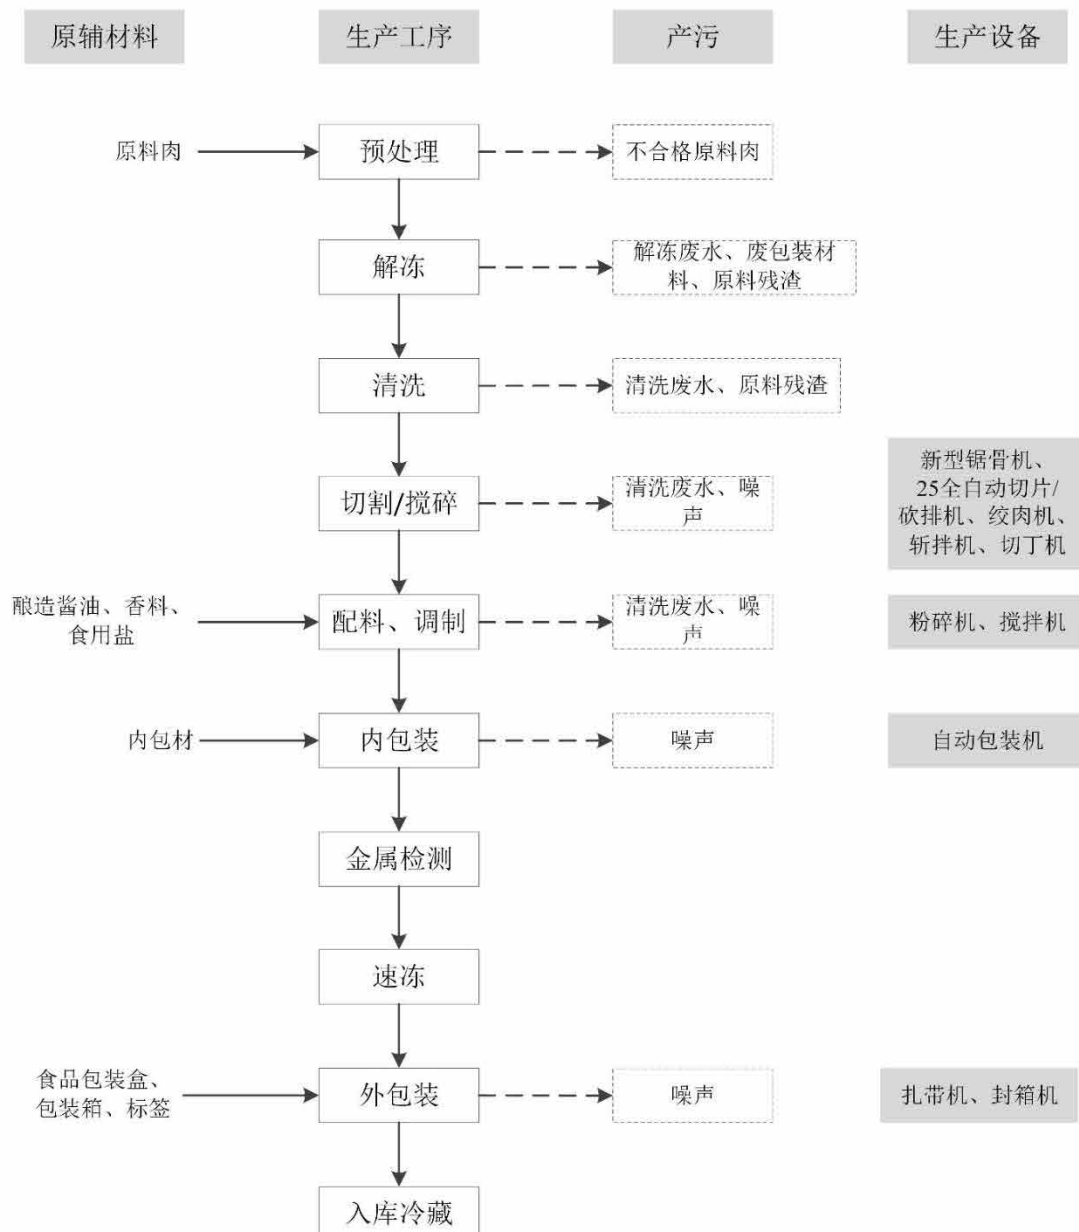 原辅材料
生产工序
产污
生产设备
原料肉
预处理
不合格原料肉
解冻
解冻废水、废包装材
料、原料残渣
清洗
清洗废水、原料残渣
切割/搅碎
清洗废水、噪
声
新型锯骨机、
25全自动切片/
砍排机、绞肉机、
斩拌机、切丁机
酿造酱油、香料、
食用盐
配料、调制
清洗废水、噪
声
粉碎机、搅拌机
内包材
内包装
噪声
自动包装机
金属检测
速冻
食品包装盒、
包装箱、标签
外包装
噪声
扎带机、封箱机
入库冷藏